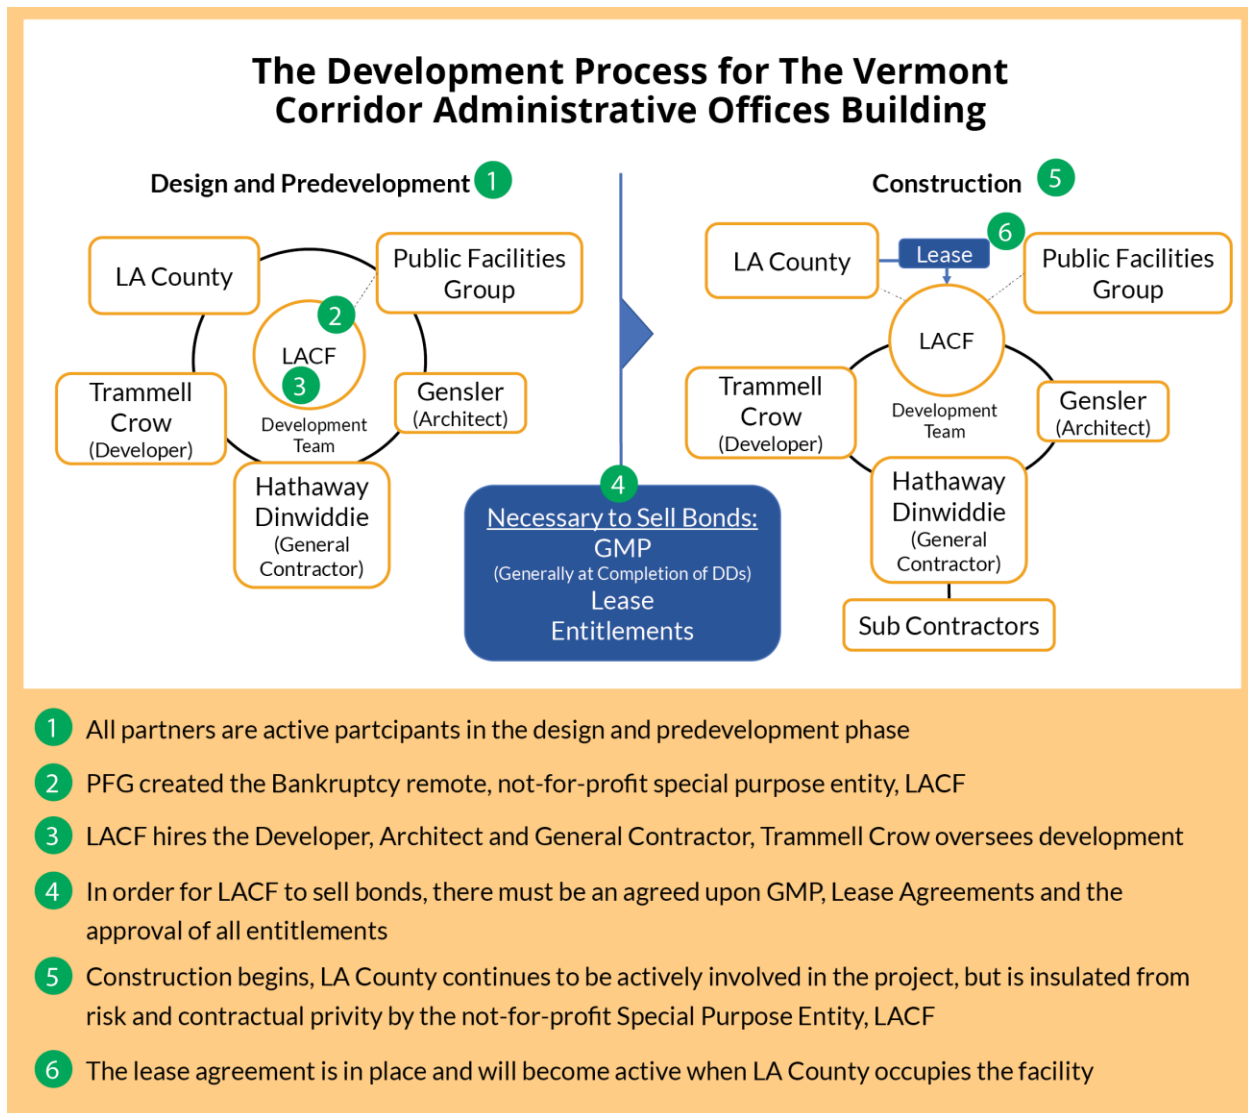 The Development Process for The Vermont
Corridor Administrative Offices Building
Design and Predevelopment 1
LA County
Public Facilities
Group
2
LACF
3
Development
Team
Trammell
Crow
(Developer)
Gensler
(Architect)
Hathaway
Dinwiddie
(General
Contractor)
4
Necessary to Sell Bonds:
GMP
(Generally at Completion of DDs)
Lease
Entitlements
Construction 5
6
LA County
Lease
Public Facilities
Group
LACF
Development
Team
Trammell
Crow
(Developer)
Gensler
(Architect)
Hathaway
Dinwiddie
(General
Contractor)
Sub Contractors
1 All partners are active partcipants in the design and predevelopment phase
2 PFG created the Bankruptcy remote, not-for-profit special purpose entity, LACF
3 LACF hires the Developer, Architect and General Contractor, Trammell Crow oversees development
4 In order for LACF to sell bonds, there must be an agreed upon GMP, Lease Agreements and the
approval of all entitlements
5 Construction begins, LA County continues to be actively involved in the project, but is insulated from
risk and contractual privity by the not-for-profit Special Purpose Entity, LACF
6 The lease agreement is in place and will become active when LA County occupies the facility